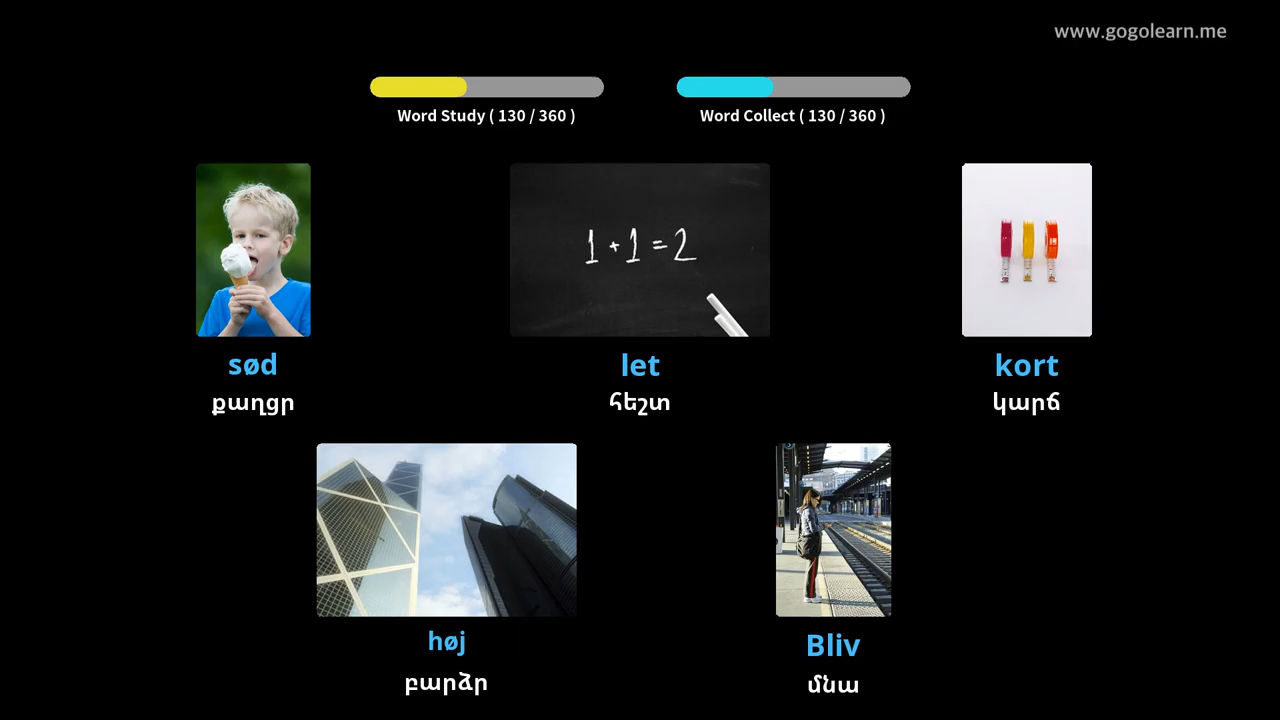 www.gogolearn.me
Word Study ( 130 / 360 )
Word Collect ( 130 / 360 )
1 + 1 = 2
sød
let
kort
քաղցր
հեշտ
կարճ
høj
Bliv
բարձր
մնա